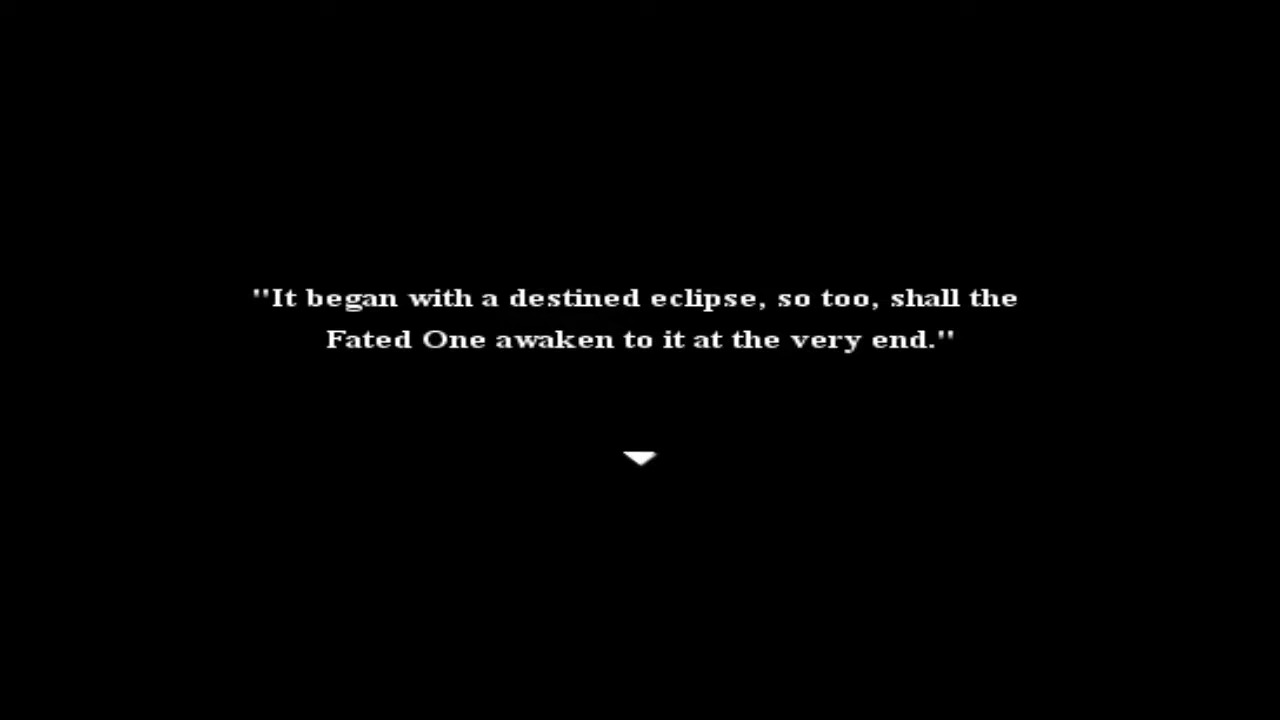 "It began with a destined eclipse, so too, shall the
Fated One awaken to it at the very end."